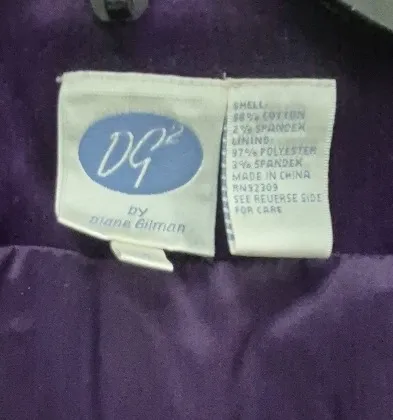 DG²
by
Diane Gilman
SHELL:
98% COTTON
2% SPANDEX
LINING:
97% POLYESTER
3% SPANDEX
MADE IN CHINA
RN92309
SEE REVERSE SIDE
FOR CARE